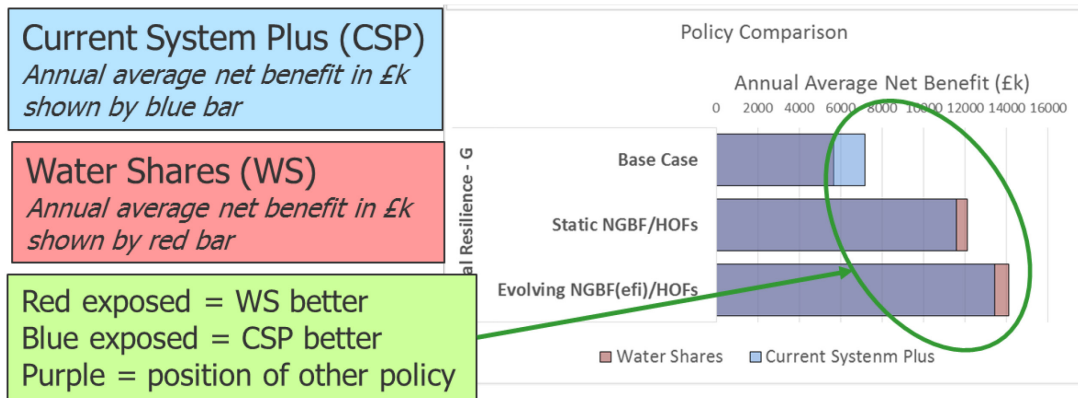 Current System Plus (CSP)
Annual average net benefit in £k
shown by blue bar
Water Shares (WS)
Annual average net benefit in £k
shown by red bar
Red exposed = WS better
Blue exposed = CSP better
Purple = position of other policy
Policy Comparison
Annual Average Net Benefit (£k)
0 2000 4000 6000 8000 10000 12000 14000 16000
al Resilience - G
Base Case
Static NGBF/HOFs
Evolving NGBF(efi)/HOFs
Water Shares Current Systenm Plus